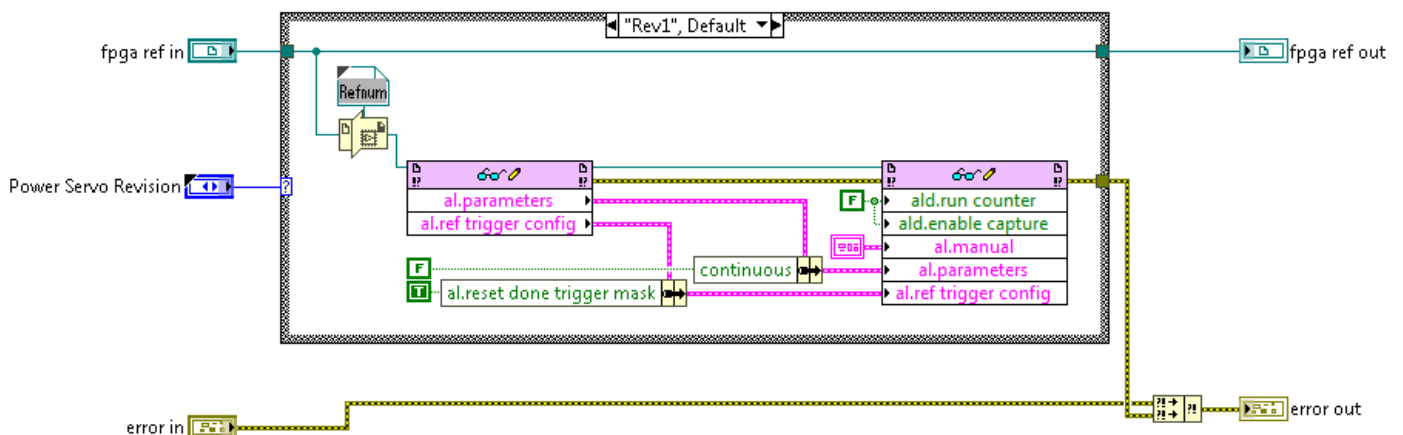 "Rev1", Default
fpga ref in
fpga ref out
Refnum
Power Servo Revision
al.parameters
al.ref trigger config
F
ald.run counter
ald.enable capture
al.manual
al.parameters
al.ref trigger config
F
continuous
T
al.reset done trigger mask
error in
error out